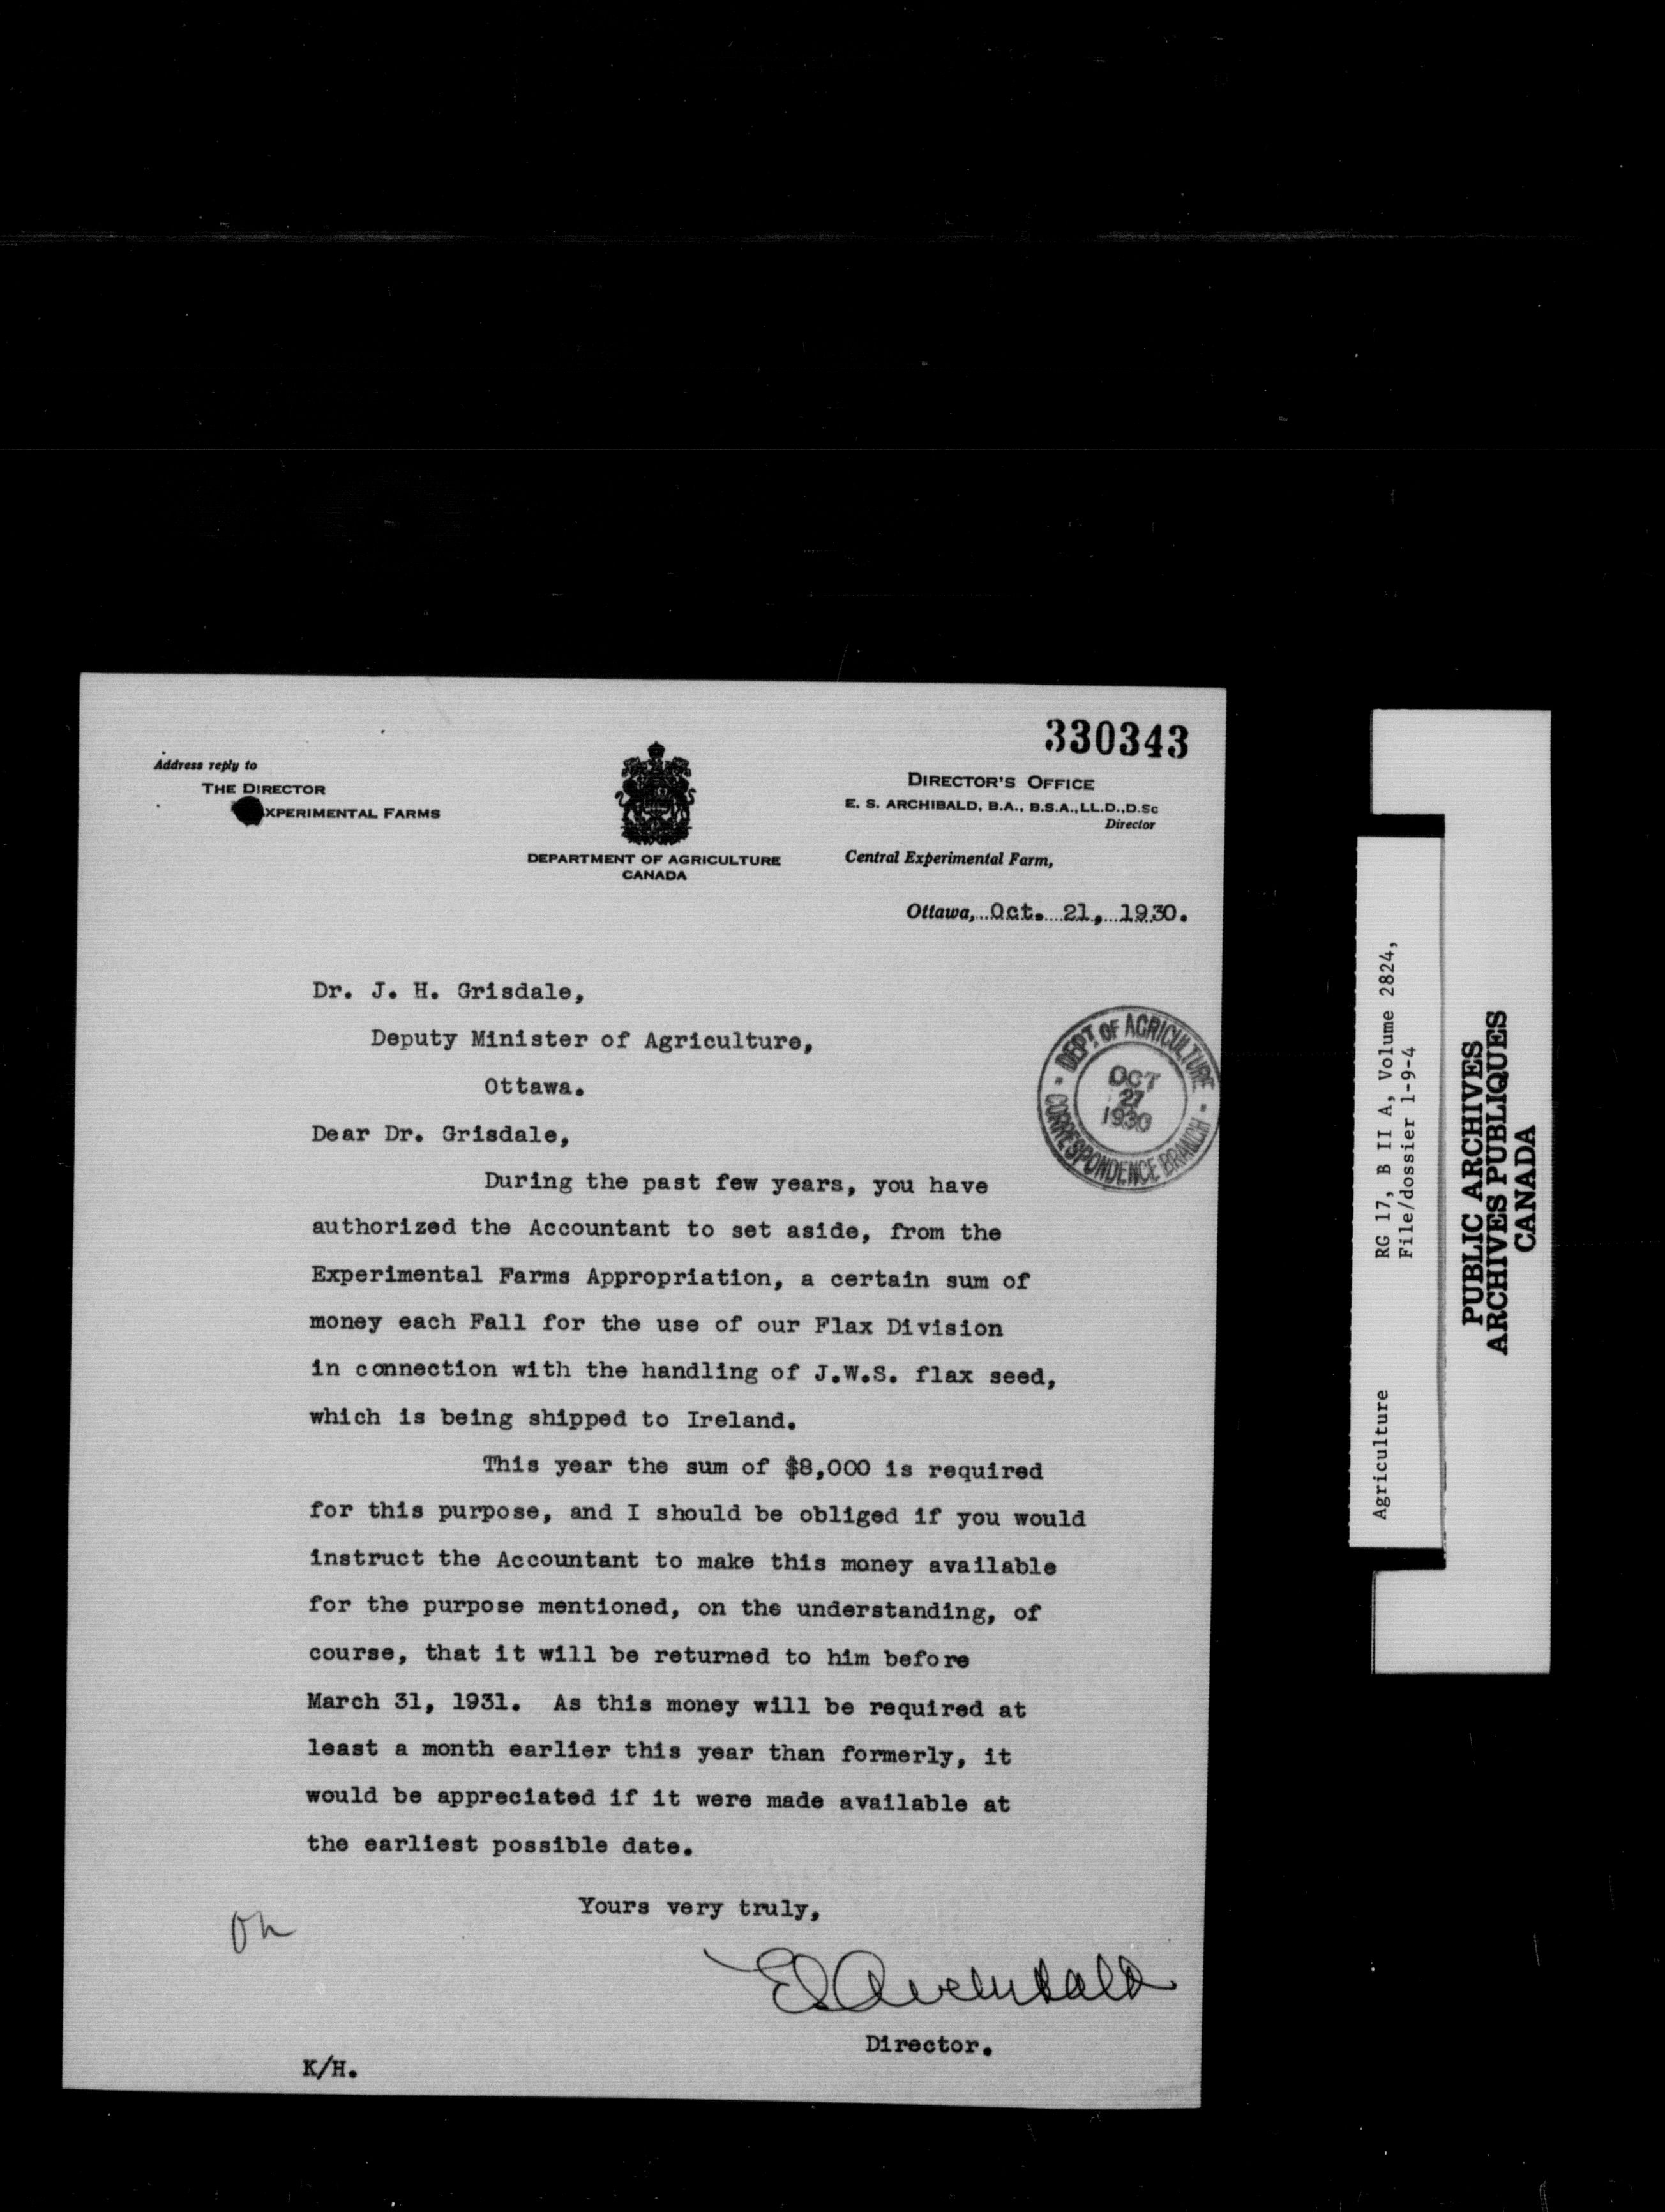 330343
Address reply to
THE DIRECTOR
XPERIMENTAL FARMS
DEPARTMENT OF AGRICULTURE
CANADA
DIRECTOR'S OFFICE
E. S. ARCHIBALD, B.A., B.S.A., LL.D., D.Sc
Director
Central Experimental Farm,
Ottawa, Oct. 21, 1930.
Dr. J. H. Grisdale,
Deputy Minister of Agriculture,
Ottawa.
DEPT OF AGRICULTURE
OCT
27
1930
- CORRESPONDENCE BRANCH -
Dear Dr. Grisdale,
During the past few years, you have
authorized the Accountant to set aside, from the
Experimental Farms Appropriation, a certain sum of
money each Fall for the use of our Flax Division
in connection with the handling of J.W.S. flax seed,
which is being shipped to Ireland.
This year the sum of $8,000 is required
for this purpose, and I should be obliged if you would
instruct the Accountant to make this money available
for the purpose mentioned, on the understanding, of
course, that it will be returned to him before
March 31, 1931. As this money will be required at
least a month earlier this year than formerly, it
would be appreciated if it were made available at
the earliest possible date.
Yours very truly,
ES Archibald
Director.
K/H.
Agriculture RG 17, B II A, Volume 2824,
File/dossier 1-9-4
PUBLIC ARCHIVES
ARCHIVES PUBLIQUES
CANADA